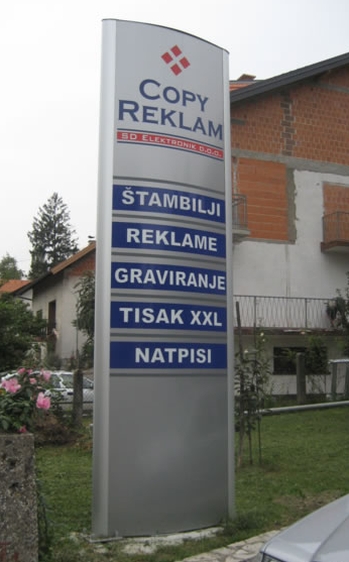 COPY
REKLAM
SD ELEKTRONIK D.O.O.
ŠTAMBILJI
REKLAME
GRAVIRANJE
TISAK XXL
NATPISI